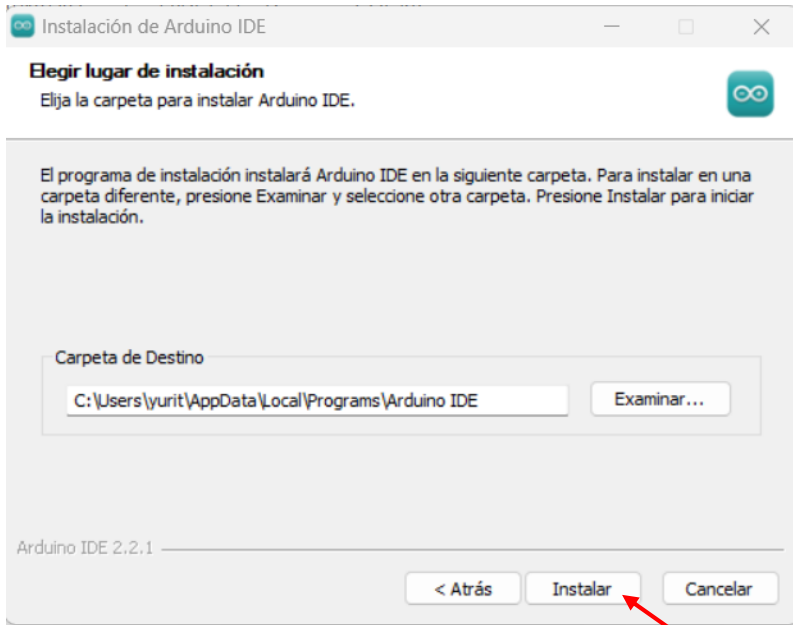 Instalación de Arduino IDE
Elegir lugar de instalación
Elija la carpeta para instalar Arduino IDE.
El programa de instalación instalará Arduino IDE en la siguiente carpeta. Para instalar en una
carpeta diferente, presione Examinar y seleccione otra carpeta. Presione Instalar para iniciar
la instalación.
Carpeta de Destino
C:\Users\yurit\AppData\Local\Programs\Arduino IDE
Examinar...
Arduino IDE 2.2.1
< Atrás
Instalar
Cancelar